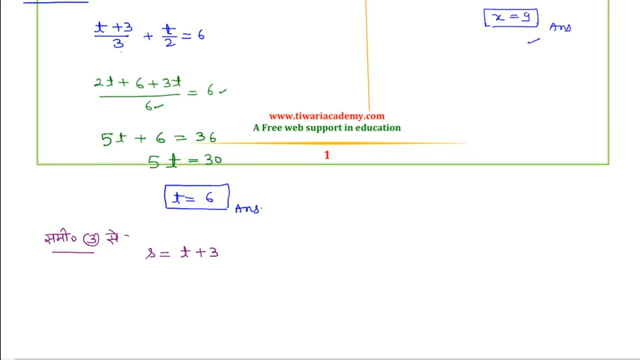 t+3/3 + t/2 = 6
2t + 6 + 3t/6 = 6
5t + 6 = 36
5t = 30
t = 6 Ans.
समी० ③ से -
s = t + 3
x = 9 Ans
www.tiwariacademy.com
A Free web support in education
1